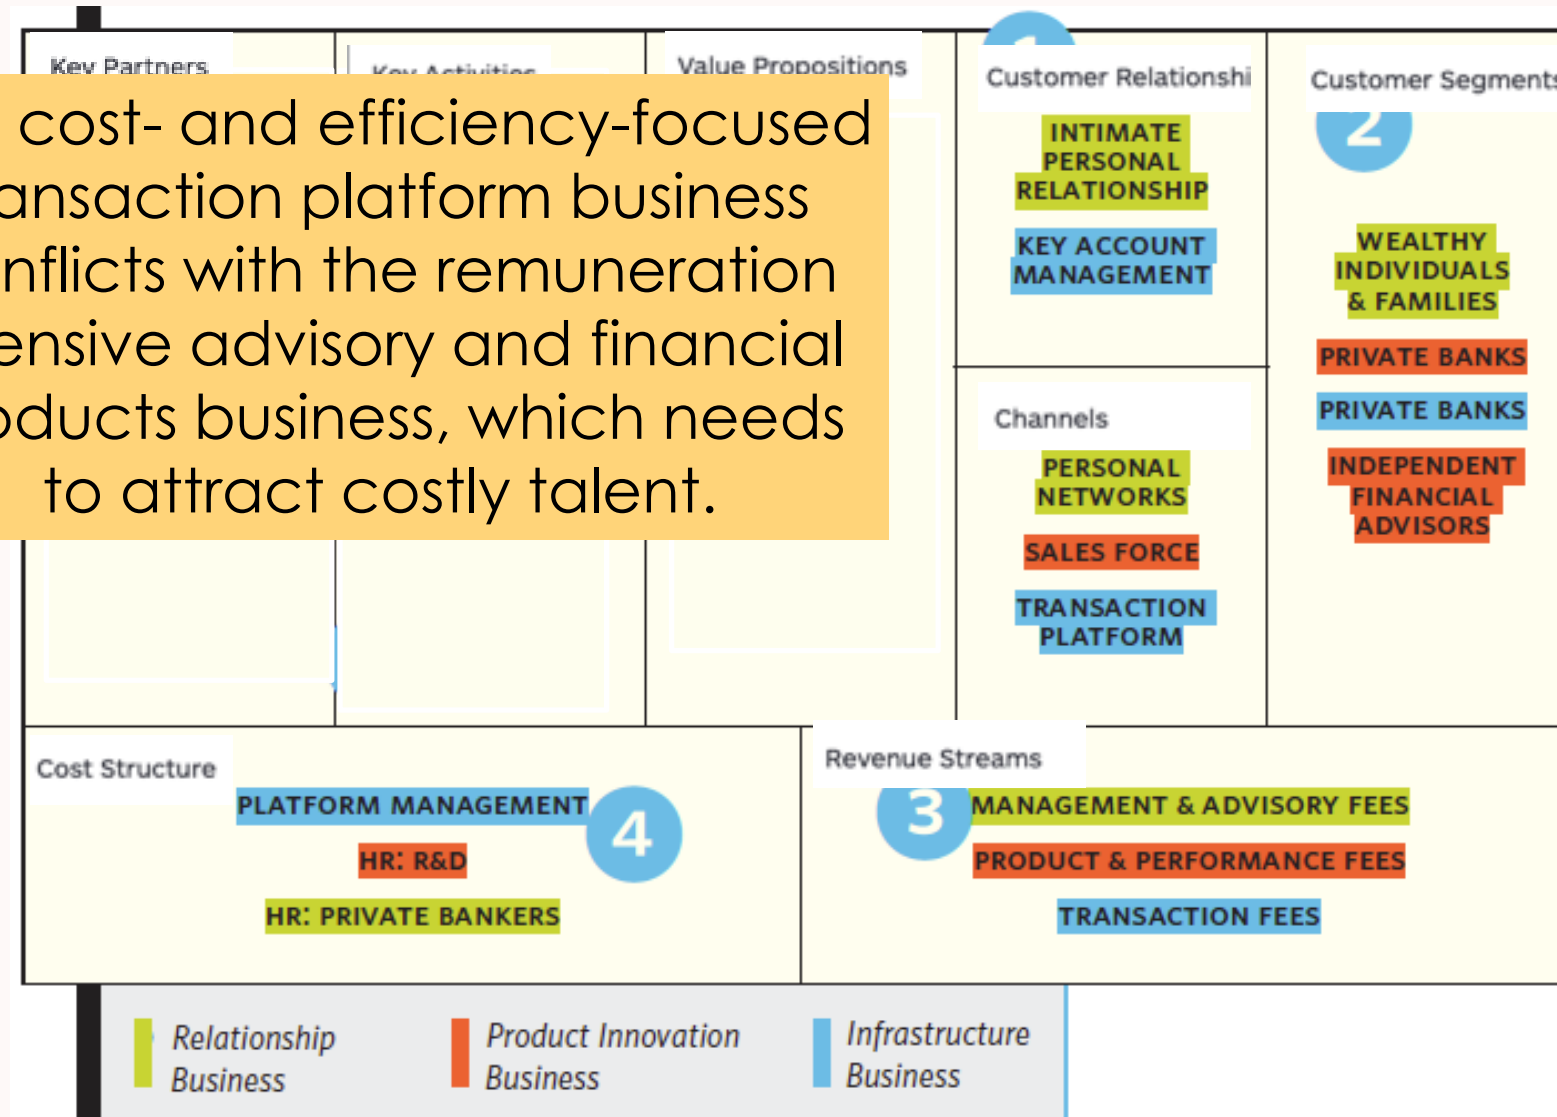 Key Partners
Key Activities
Value Propositions
Customer Relationshi
Customer Segments
cost- and efficiency-focused
ansaction platform business
nflicts with the remuneration
ensive advisory and financial
oducts business, which needs
to attract costly talent.
INTIMATE
PERSONAL
RELATIONSHIP
KEY ACCOUNT
MANAGEMENT
2
WEALTHY
INDIVIDUALS
& FAMILIES
PRIVATE BANKS
PRIVATE BANKS
INDEPENDENT
FINANCIAL
ADVISORS
Channels
PERSONAL
NETWORKS
SALES FORCE
TRANSACTION
PLATFORM
Cost Structure
PLATFORM MANAGEMENT
HR: R&D
HR: PRIVATE BANKERS
4
Revenue Streams
3
MANAGEMENT & ADVISORY FEES
PRODUCT & PERFORMANCE FEES
TRANSACTION FEES
Relationship
Business
Product Innovation
Business
Infrastructure
Business